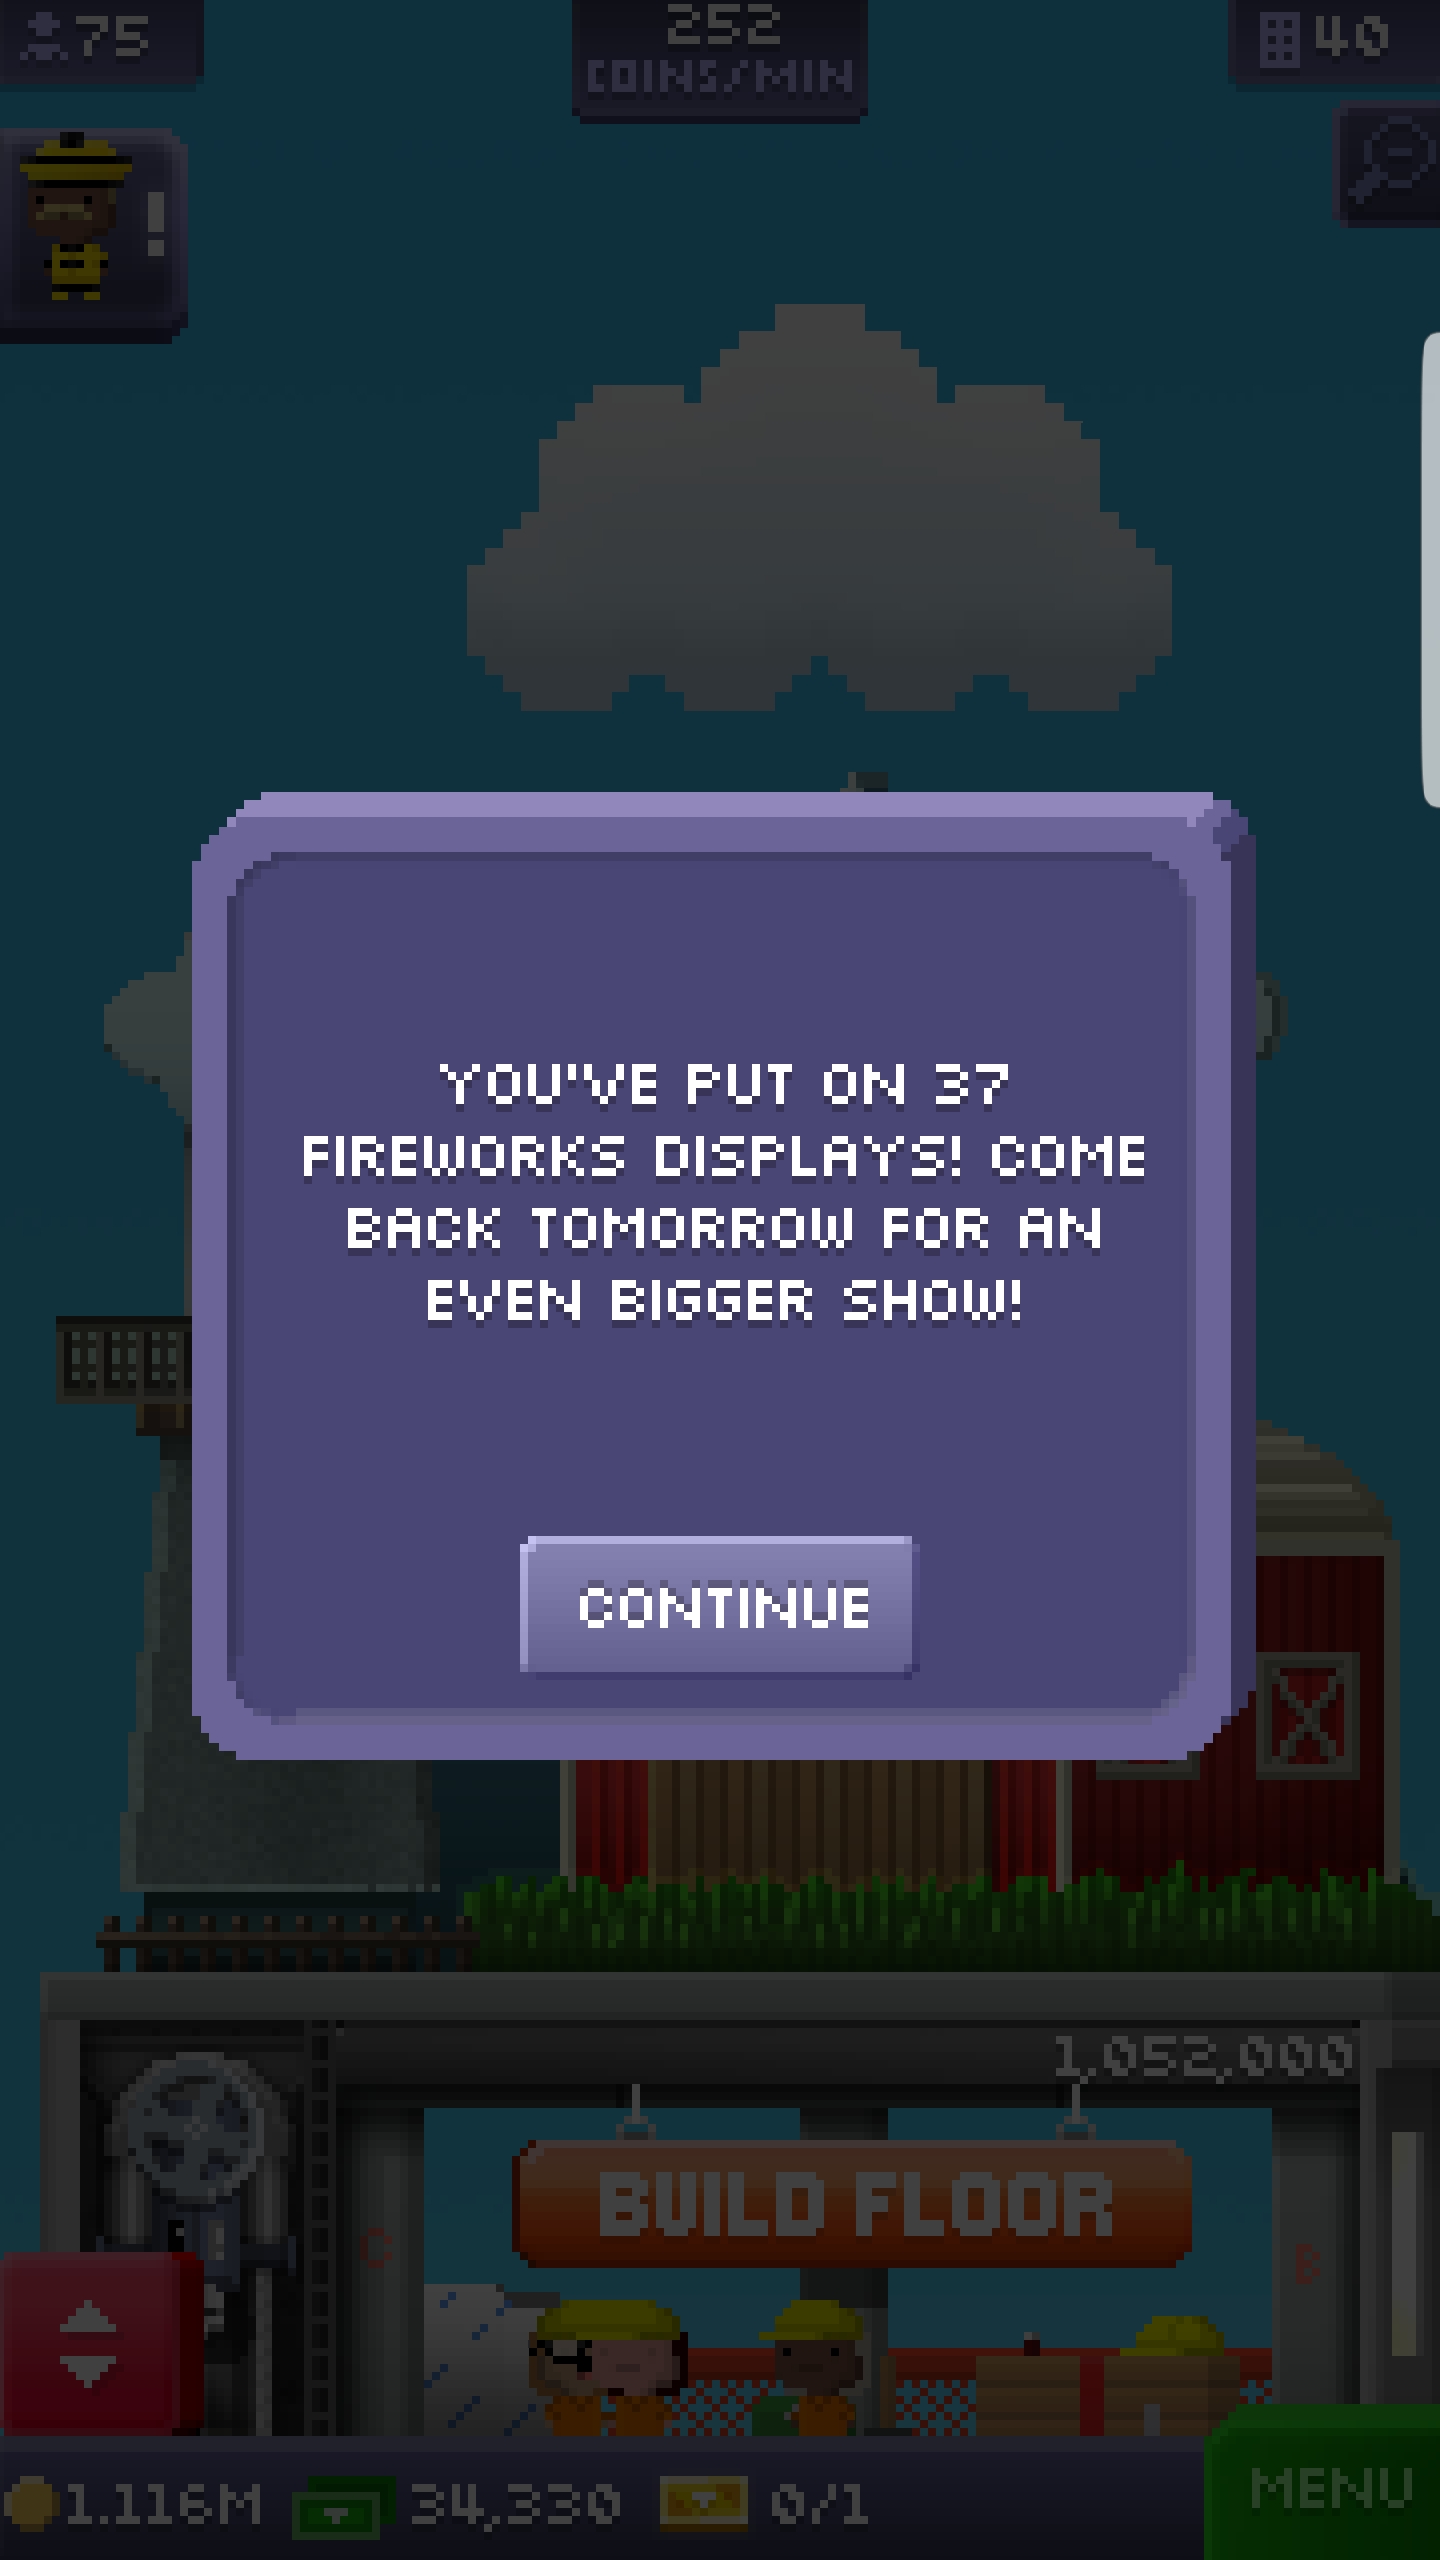 75
252
COINS/MIN
40
!
YOU'VE PUT ON 37
FIREWORKS DISPLAYS! COME
BACK TOMORROW FOR AN
EVEN BIGGER SHOW!
CONTINUE
1,052,000
BUILD FLOOR
C
B
1.116M
34,330
0/1
MENU